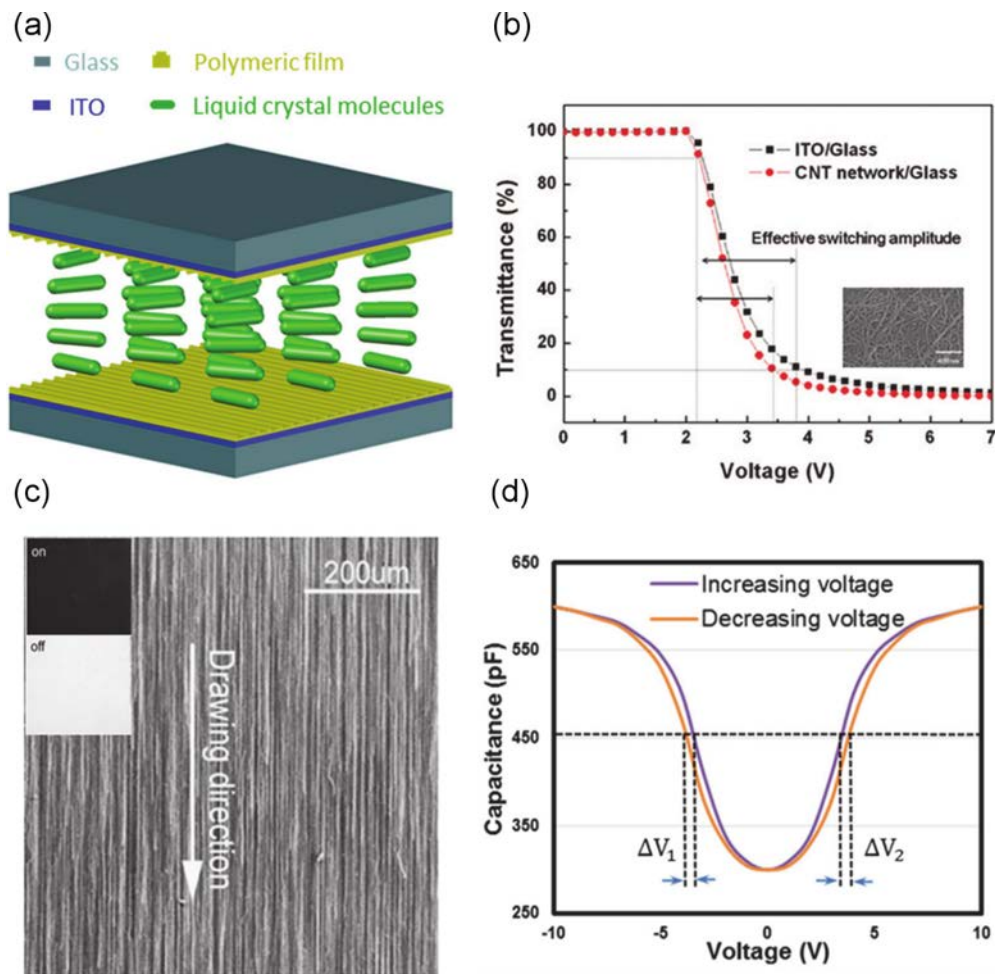 (a)
Glass
Polymeric film
ITO
Liquid crystal molecules
(b)
100
80
60
40
20
10
0
Transmittance (%)
ITO/Glass
CNT network/Glass
Effective switching amplitude
0
1
2
3
4
5
6
7
Voltage (V)
(c)
on
off
200um
Drawing direction
(d)
650
550
450
350
250
Capacitance (pF)
Increasing voltage
Decreasing voltage
ΔV₁
ΔV₂
-10
-5
0
5
10
Voltage (V)